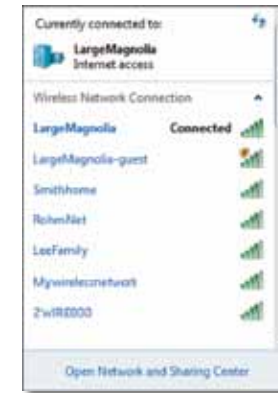 Currently connected to:
LargeMagnolia
Internet access
Wireless Network Connection
LargeMagnolia Connected
LargeMagnolia-guest
Smithhome
RohmNet
LeeFamily
Mywirelessnetwork
2WIRE000
Open Network and Sharing Center